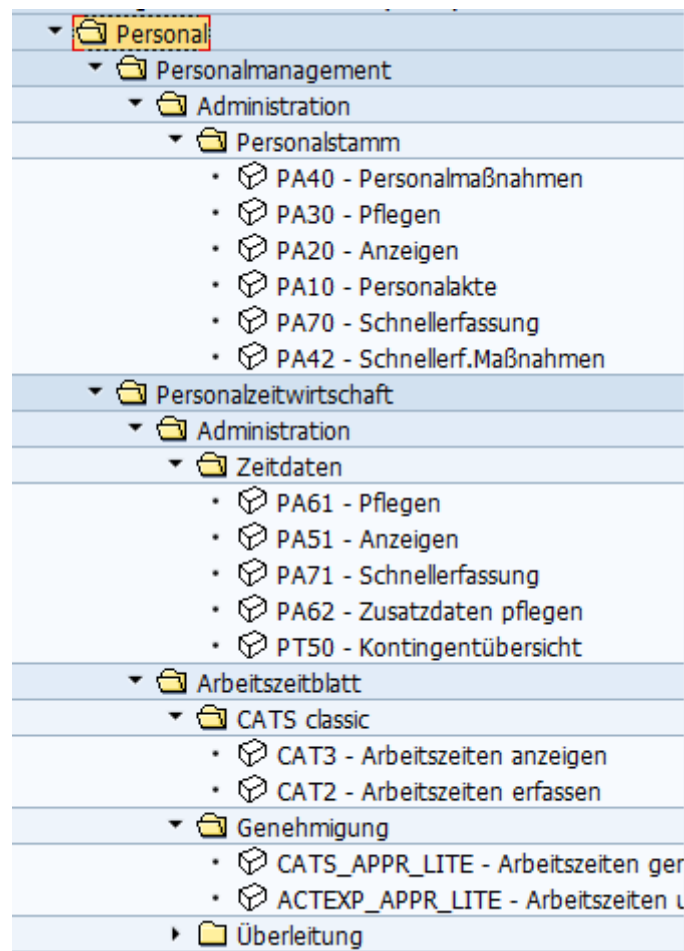 Personal
Personalmanagement
Administration
Personalstamm
PA40 - Personalmaßnahmen
PA30 - Pflegen
PA20 - Anzeigen
PA10 - Personalakte
PA70 - Schnellerfassung
PA42 - Schnellerf.Maßnahmen
Personalzeitwirtschaft
Administration
Zeitdaten
PA61 - Pflegen
PA51 - Anzeigen
PA71 - Schnellerfassung
PA62 - Zusatzdaten pflegen
PT50 - Kontingentübersicht
Arbeitszeitblatt
CATS classic
CAT3 - Arbeitszeiten anzeigen
CAT2 - Arbeitszeiten erfassen
Genehmigung
CATS_APPR_LITE - Arbeitszeiten
ACTEXP_APPR_LITE - Arbeitszeiten
Überleitung